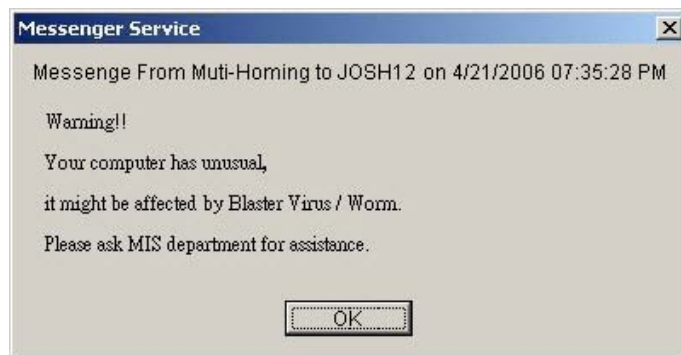 Messenger Service
Messenge From Muti-Homing to JOSH12 on 4/21/2006 07:35:28 PM
Warning!!
Your computer has unusual,
it might be affected by Blaster Virus / Worm.
Please ask MIS department for assistance.
OK